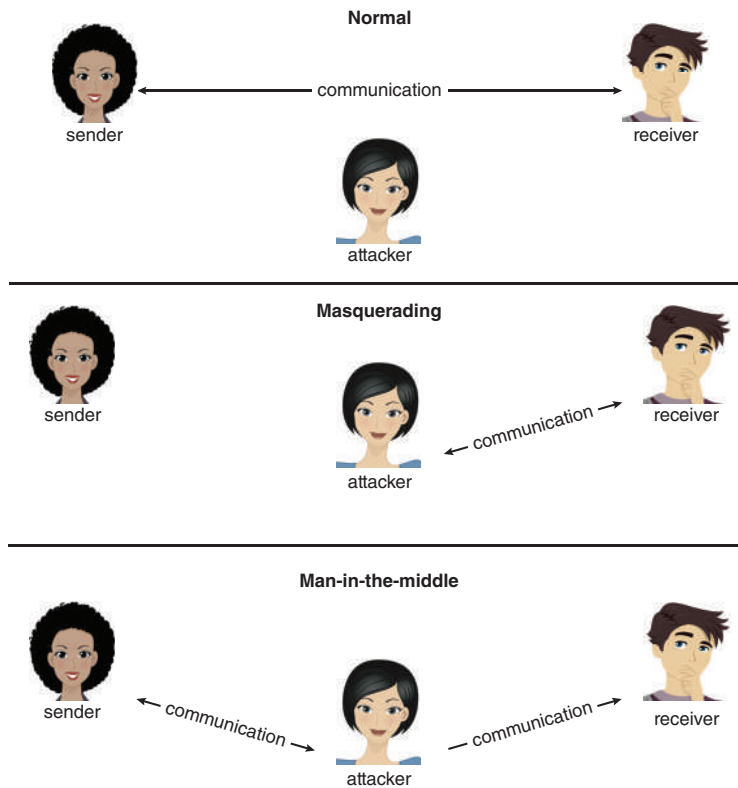 Normal
communication
sender
receiver
attacker
Masquerading
communication
sender
receiver
attacker
Man-in-the-middle
communication
communication
sender
receiver
attacker